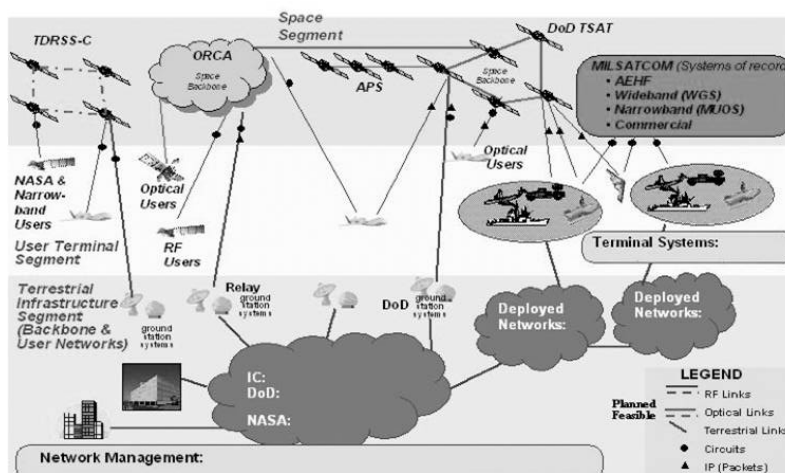 Space
Segment
TDRSS-C
ORCA
Space
Backbone
APS
DoD TSAT
Space
Backbone
MILSATCOM (Systems of record)
• AEHF
• Wideband (WGS)
• Narrowband (MUOS)
• Commercial
NASA &
Narrow-
band
Users
Optical
Users
RF
Users
Optical
Users
User Terminal
Segment
Terminal Systems:
Terrestrial
Infrastructure
Segment
(Backbone &
User Networks)
ground
station
systems
Relay
ground
station
systems
DoD
ground
station
systems
Deployed
Networks:
Deployed
Networks:
IC:
DoD:
NASA:
Network Management:
LEGEND
Planned
Feasible
RF Links
Optical Links
Terrestrial Links
Circuits
IP (Packets)